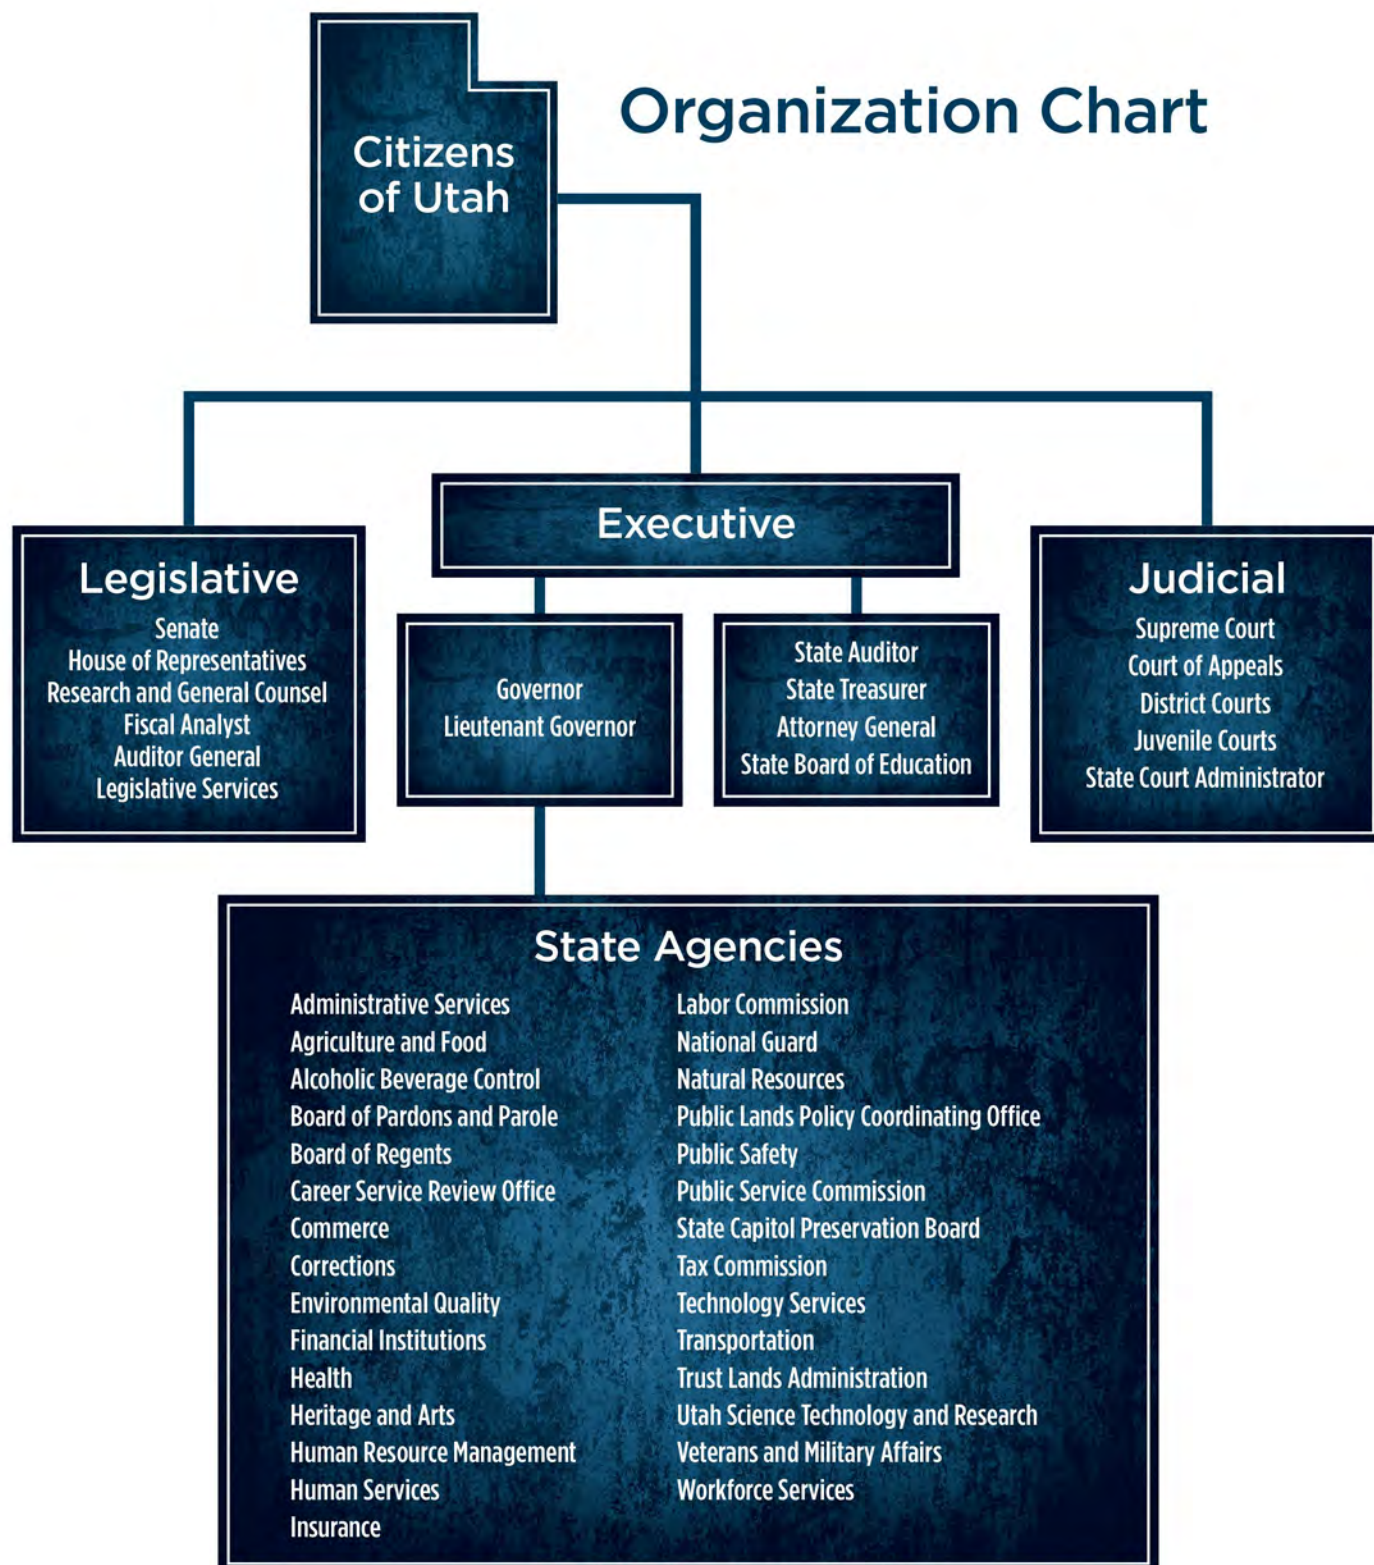 Citizens
of Utah
Organization Chart
Executive
Legislative
Senate
House of Representatives
Research and General Counsel
Fiscal Analyst
Auditor General
Legislative Services
Governor
Lieutenant Governor
State Auditor
State Treasurer
Attorney General
State Board of Education
Judicial
Supreme Court
Court of Appeals
District Courts
Juvenile Courts
State Court Administrator
State Agencies
Administrative Services
Agriculture and Food
Alcoholic Beverage Control
Board of Pardons and Parole
Board of Regents
Career Service Review Office
Commerce
Corrections
Environmental Quality
Financial Institutions
Health
Heritage and Arts
Human Resource Management
Human Services
Insurance
Labor Commission
National Guard
Natural Resources
Public Lands Policy Coordinating Office
Public Safety
Public Service Commission
State Capitol Preservation Board
Tax Commission
Technology Services
Transportation
Trust Lands Administration
Utah Science Technology and Research
Veterans and Military Affairs
Workforce Services